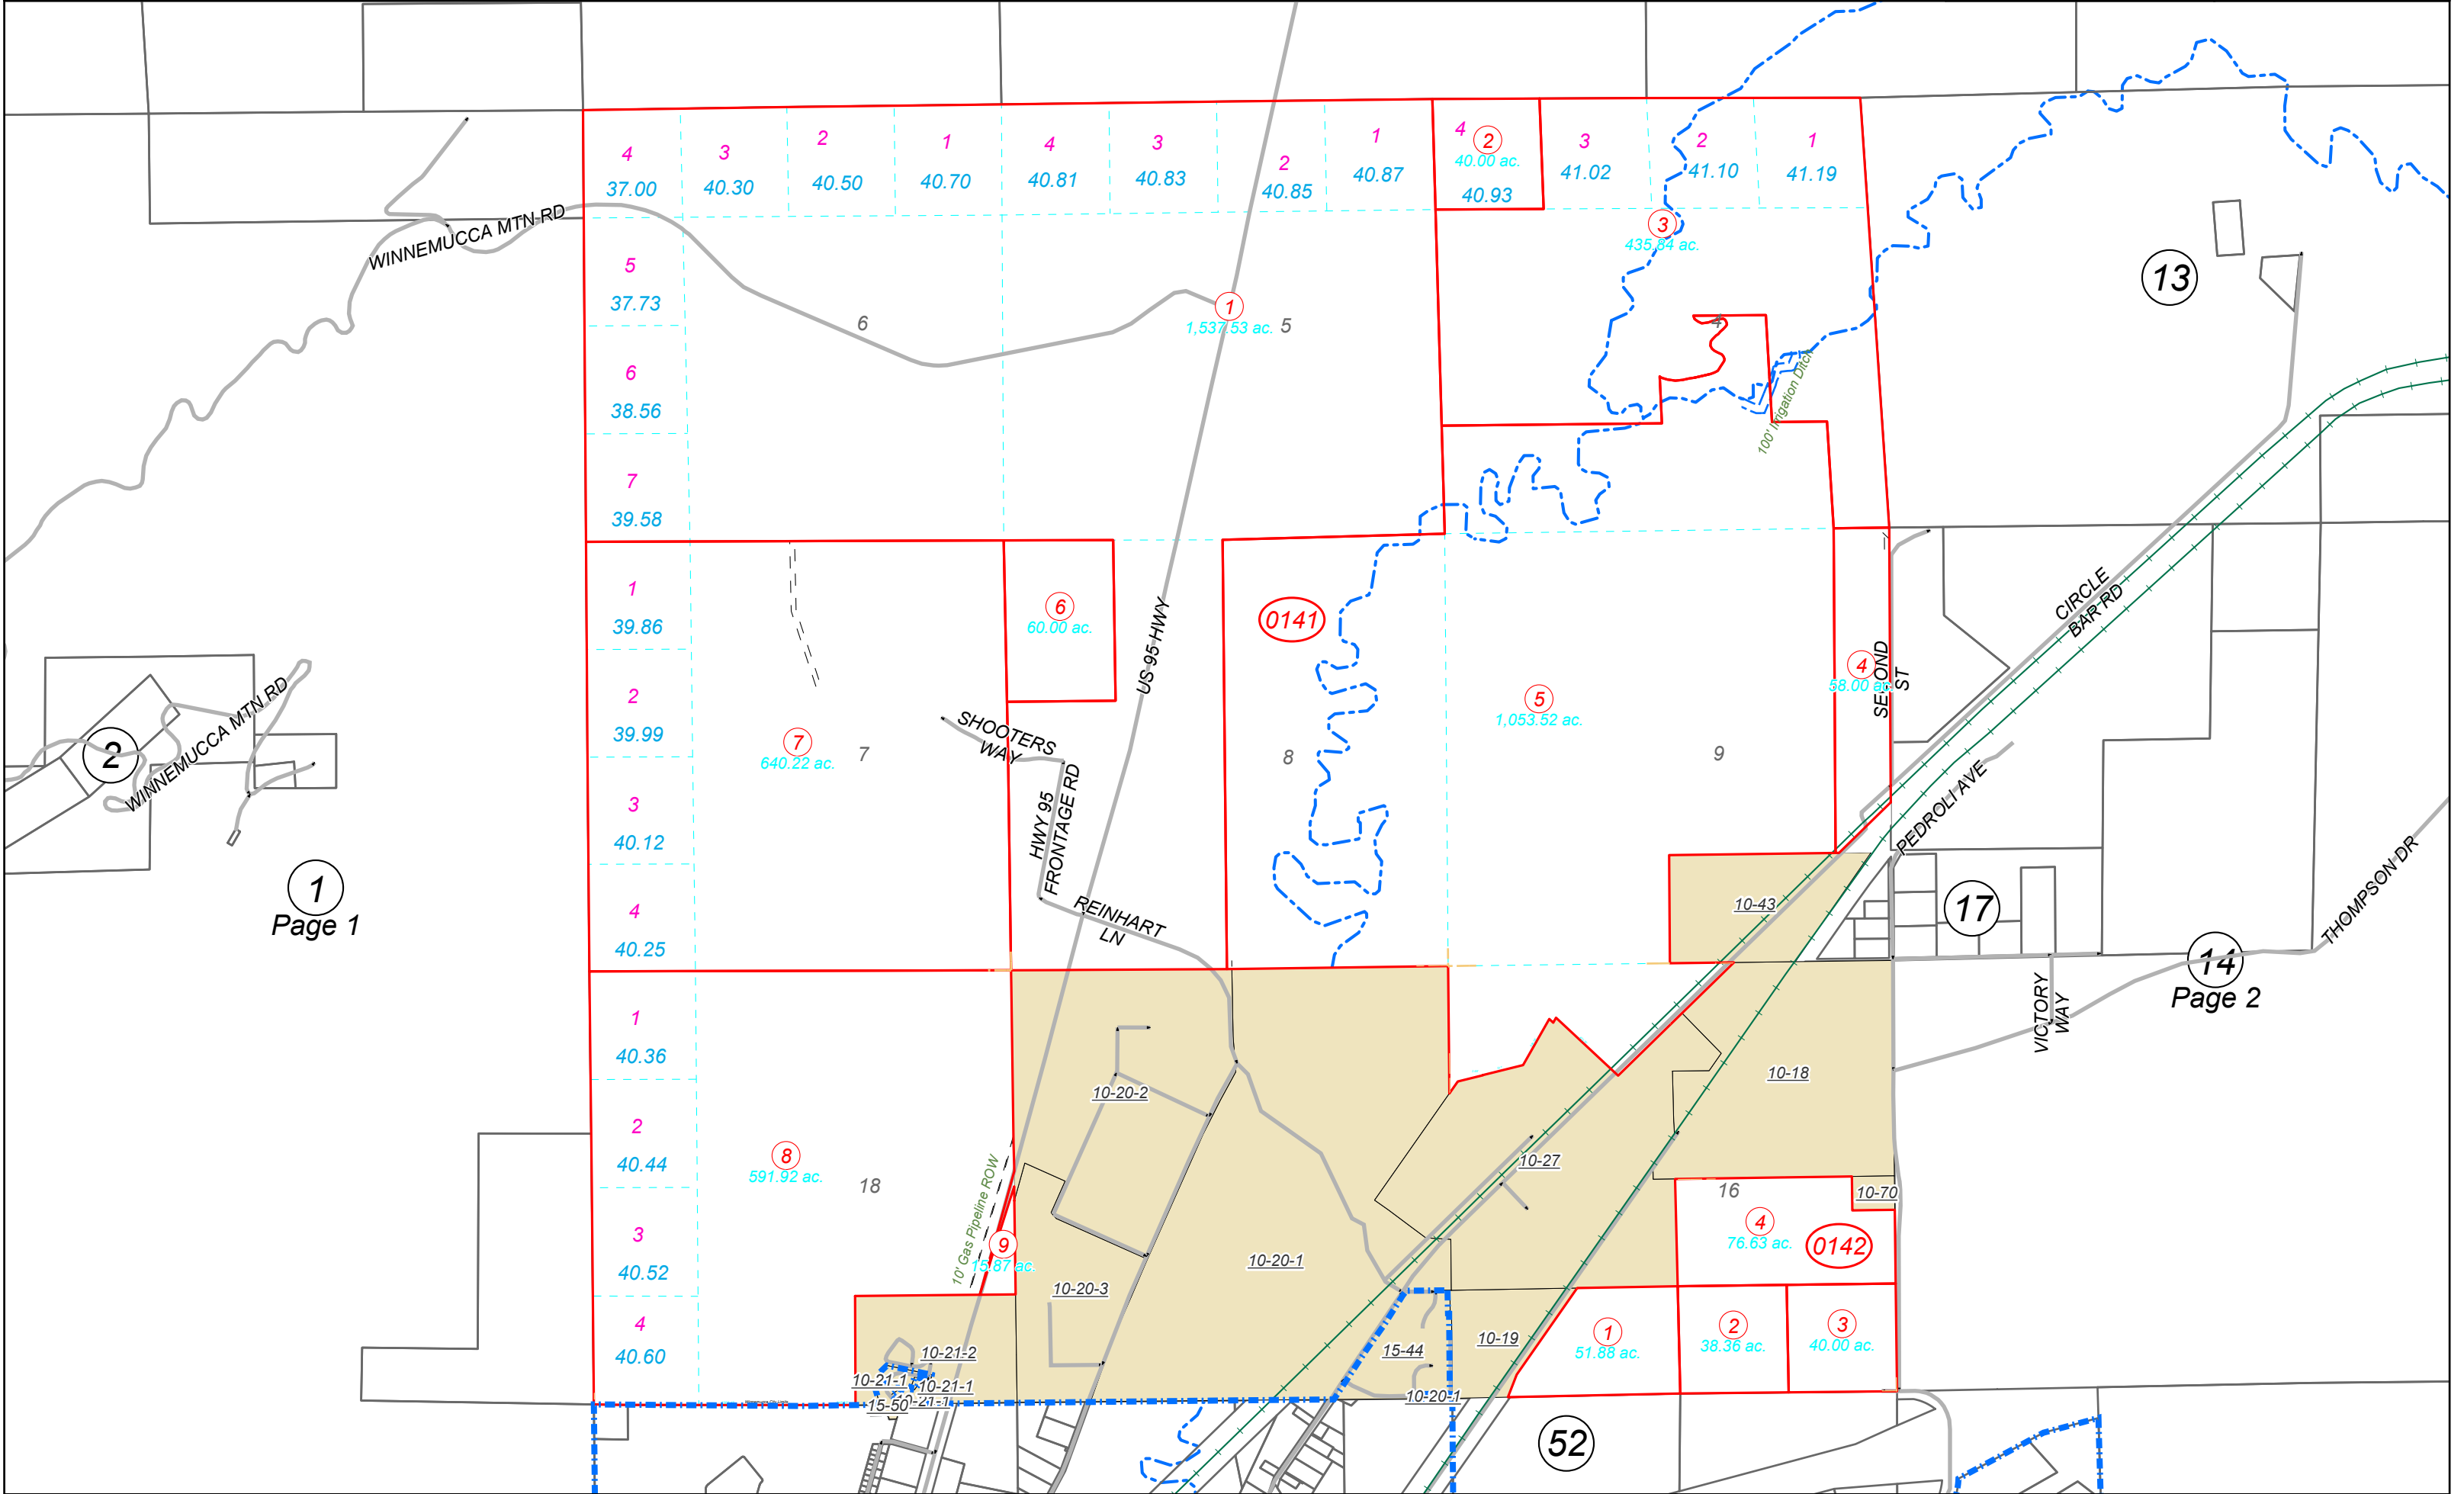 4
3
2
1
4
3
2
1
4
2
3
2
1
37.00
40.30
40.50
40.70
40.81
40.83
40.85
40.87
40.00 ac.
40.93
41.02
41.10
41.19
WINNEMUCCA MTN RD
3
435.84 ac.
13
5
37.73
6
1
1,537.53 ac.
5
4
6
38.56
100' Irrigation Ditch
7
39.58
1
39.86
6
60.00 ac.
0141
US 95 HWY
CIRCLE
BAR RD
2
39.99
7
640.22 ac.
7
SHOOTERS
WAY
8
5
1,053.52 ac.
9
4
58.00 ac.
SECOND
ST
2
WINNEMUCCA MTN RD
3
40.12
HWY 95
FRONTAGE RD
PEDROLI AVE
THOMPSON DR
1
Page 1
4
40.25
REINHART
LN
10-43
17
14
Page 2
1
40.36
10-20-2
10-18
VICTORY
WAY
2
40.44
8
591.92 ac.
18
10' Gas Pipeline ROW
10-27
16
10-70
3
40.52
9
15.87 ac.
10-20-3
10-20-1
4
76.63 ac.
0142
4
40.60
10-21-2
10-21-1
10-21-1
10-21-1
15-50
15-44
10-19
10-20-1
1
51.88 ac.
2
38.36 ac.
3
40.00 ac.
52